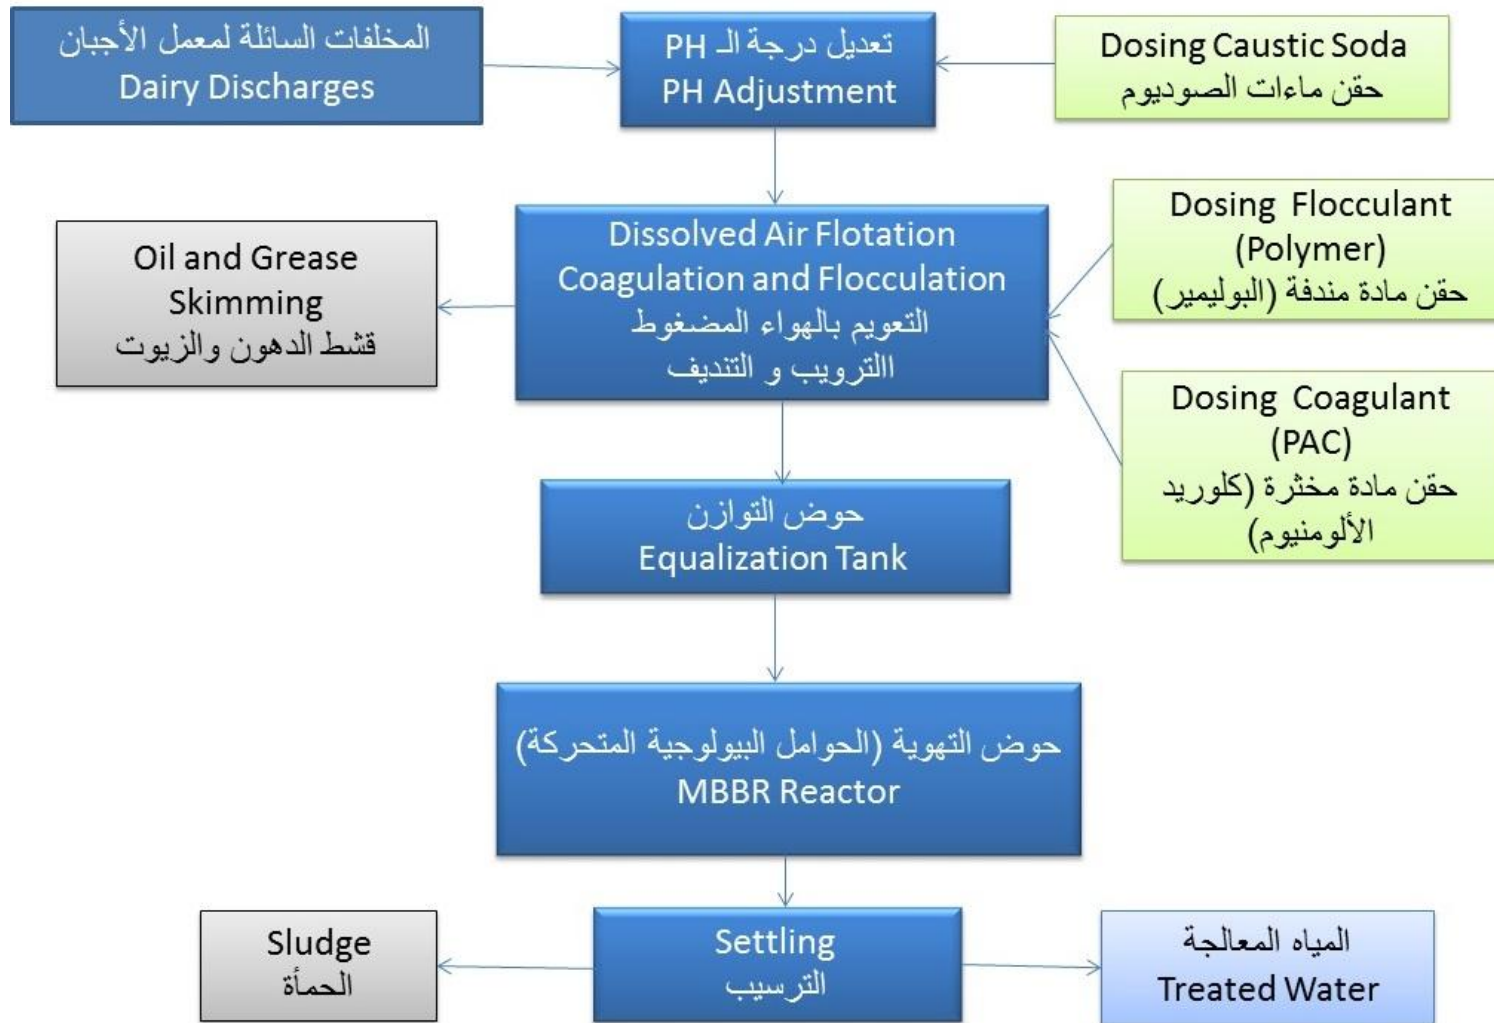 المخلفات السائلة لمعمل الأجبان
Dairy Discharges
تعديل درجة الـ PH
PH Adjustment
Dosing Caustic Soda
حقن ماءات الصوديوم
Oil and Grease
Skimming
قشط الدهون والزيوت
Dissolved Air Flotation
Coagulation and Flocculation
التعويم بالهواء المضغوط
االترويب و التنديف
Dosing Flocculant
(Polymer)
حقن مادة مندفة (البوليمير)
Dosing Coagulant
(PAC)
حقن مادة مخثرة (كلوريد
الألومنيوم)
حوض التوازن
Equalization Tank
حوض التهوية (الحوامل البيولوجية المتحركة)
MBBR Reactor
Sludge
الحمأة
Settling
الترسيب
المياه المعالجة
Treated Water